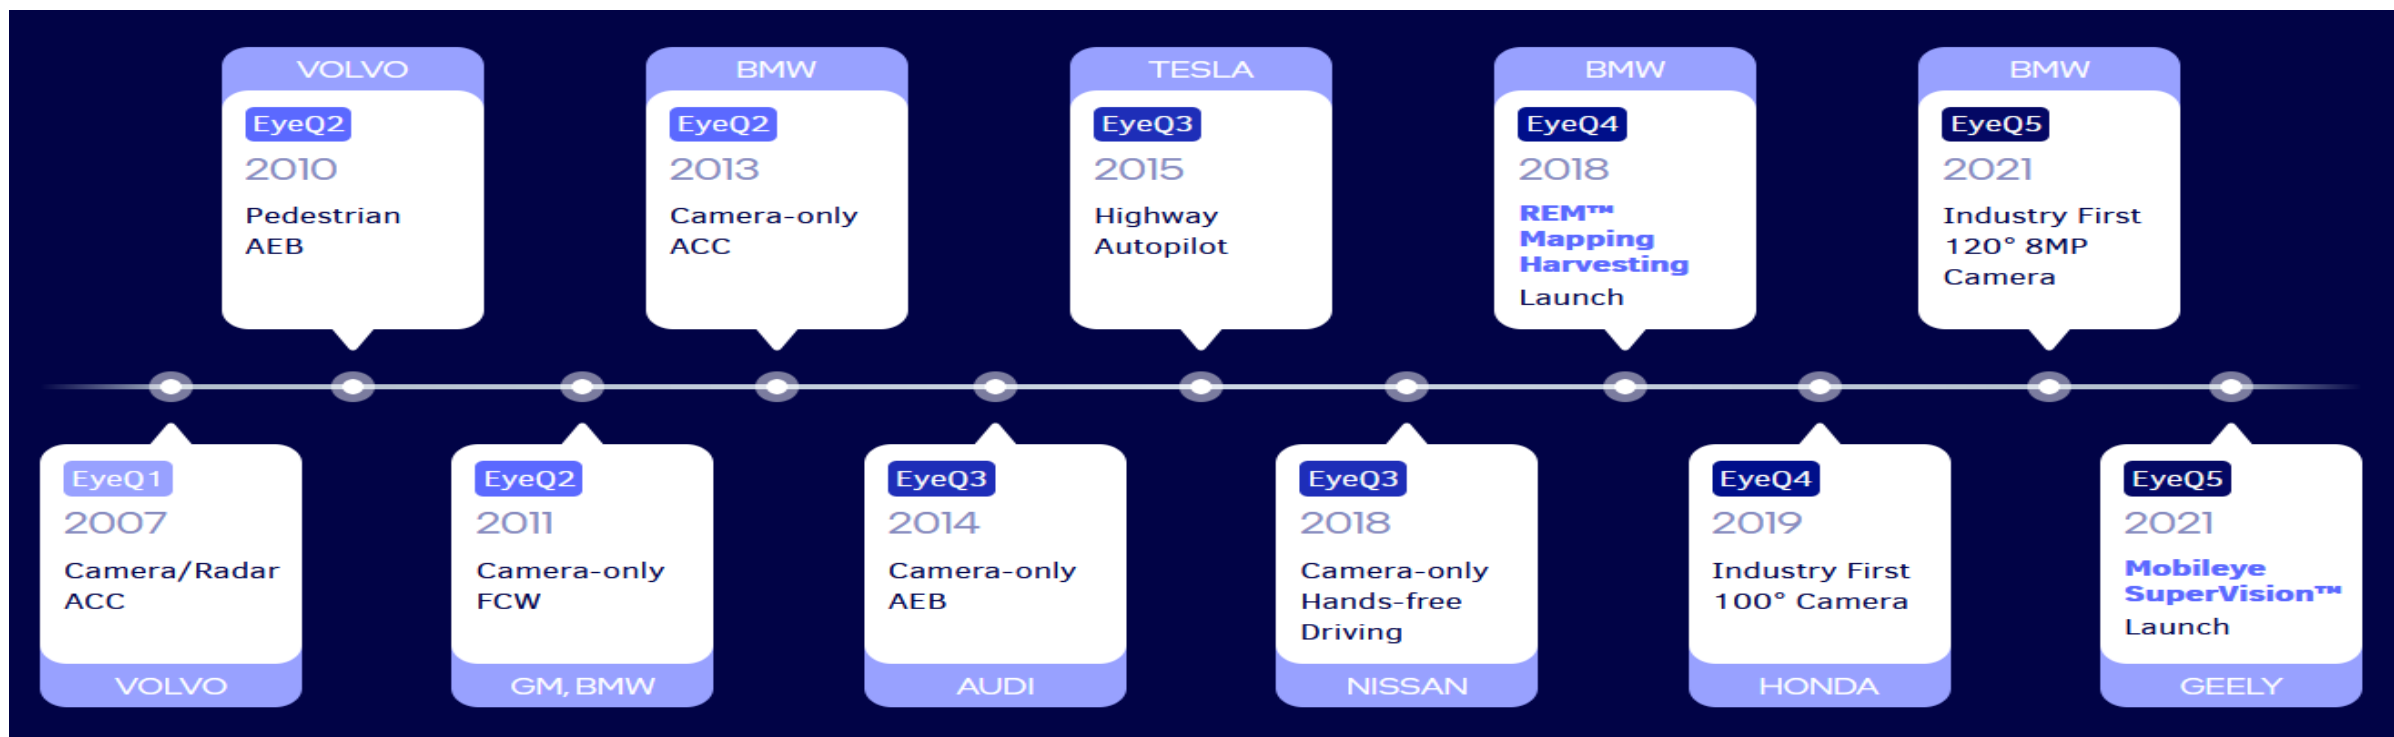 VOLVO
EyeQ2
2010
Pedestrian
AEB
BMW
EyeQ2
2013
Camera-only
ACC
TESLA
EyeQ3
2015
Highway
Autopilot
BMW
EyeQ4
2018
REM™
Mapping
Harvesting
Launch
BMW
EyeQ5
2021
Industry First
120° 8MP
Camera
EyeQ1
2007
Camera/Radar
ACC
VOLVO
EyeQ2
2011
Camera-only
FCW
GM, BMW
EyeQ3
2014
Camera-only
AEB
AUDI
EyeQ3
2018
Camera-only
Hands-free
Driving
NISSAN
EyeQ4
2019
Industry First
100° Camera
HONDA
EyeQ5
2021
Mobileye
SuperVision™
Launch
GEELY